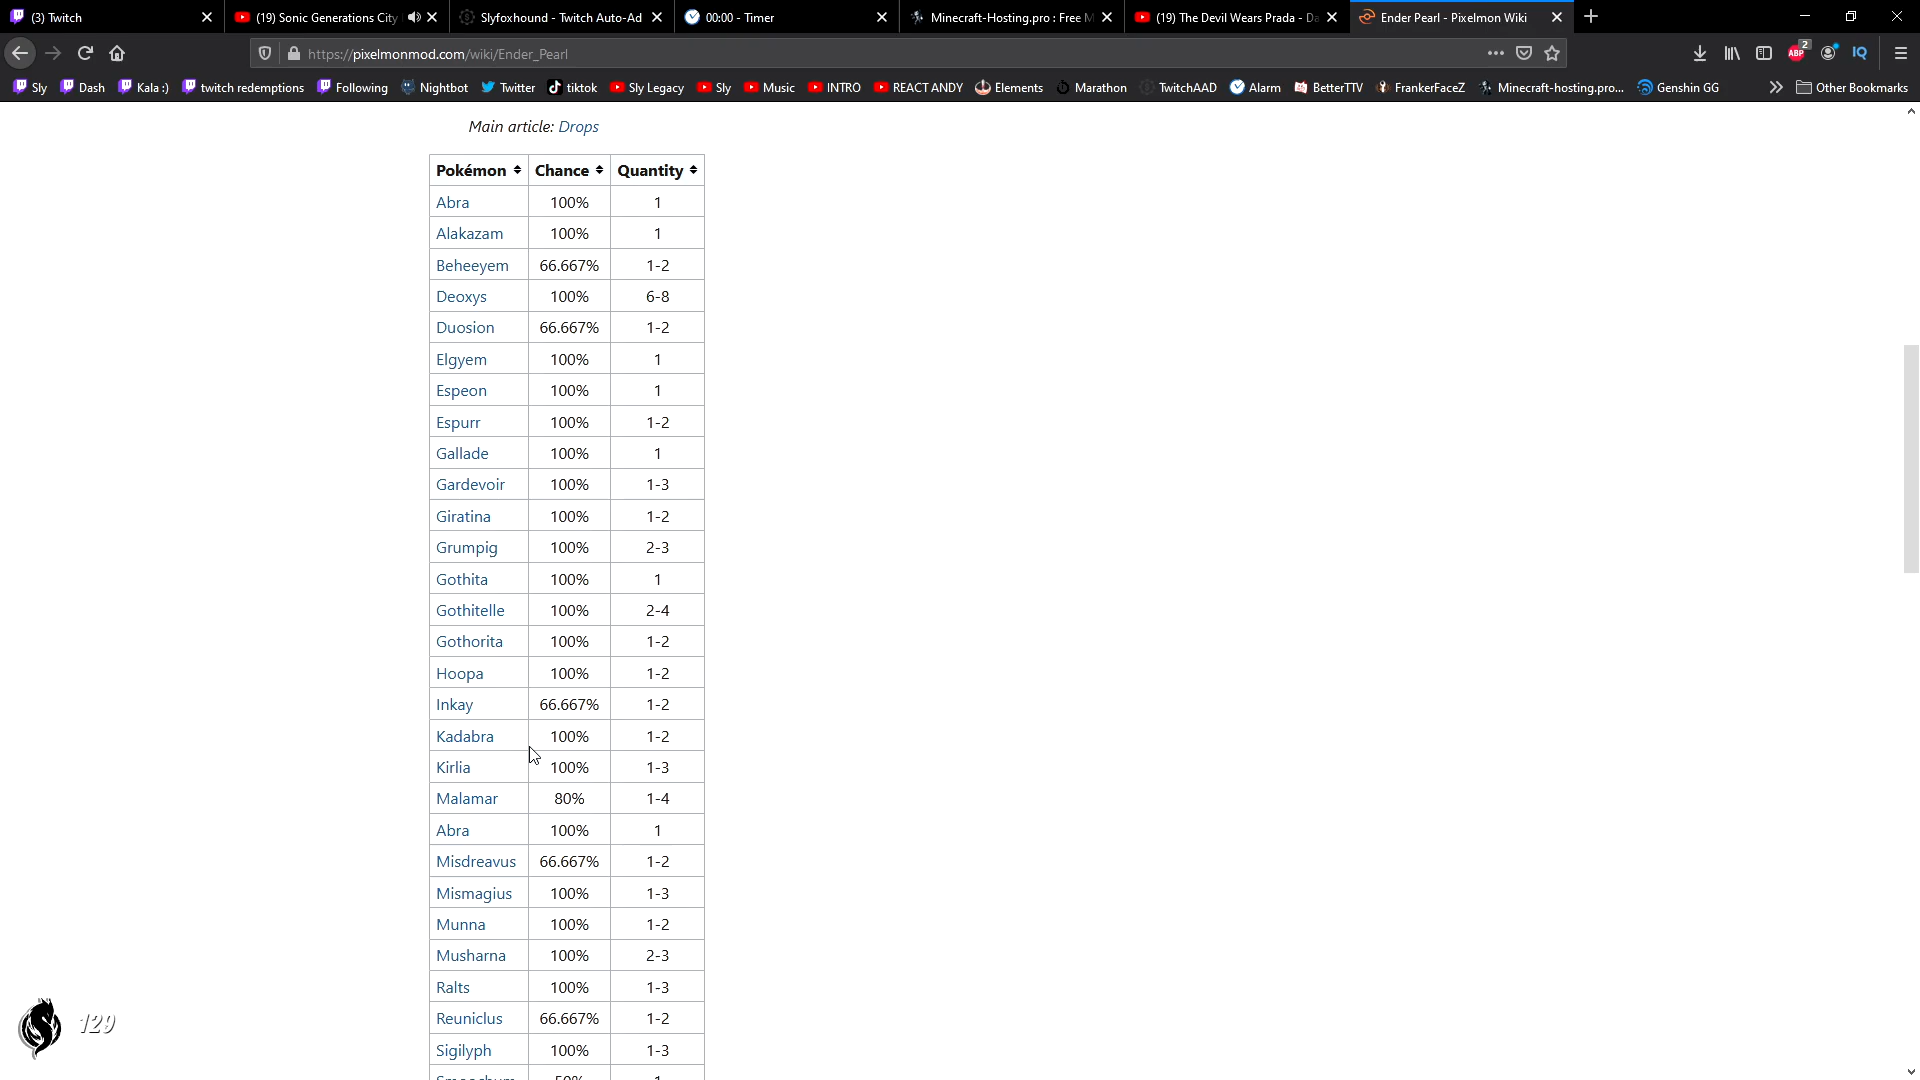 (3) Twitch
(19) Sonic Generations City
Slyfoxhound - Twitch Auto-Ad
00:00 - Timer
Minecraft-Hosting.pro : Free M
(19) The Devil Wears Prada - Da
Ender Pearl - Pixelmon Wiki
https://pixelmonmod.com/wiki/Ender_Pearl
ABP
2
IQ
Sly
Dash
Kala :)
twitch redemptions
Following
Nightbot
Twitter
tiktok
Sly Legacy
Sly
Music
INTRO
REACT ANDY
Elements
Marathon
TwitchAAD
Alarm
BetterTTV
FrankerFaceZ
Minecraft-hosting.pro...
Genshin GG
Other Bookmarks
Main article: Drops
Pokémon Chance Quantity
Abra 100% 1
Alakazam 100% 1
Beheeyem 66.667% 1-2
Deoxys 100% 6-8
Duosion 66.667% 1-2
Elgyem 100% 1
Espeon 100% 1
Espurr 100% 1-2
Gallade 100% 1
Gardevoir 100% 1-3
Giratina 100% 1-2
Grumpig 100% 2-3
Gothita 100% 1
Gothitelle 100% 2-4
Gothorita 100% 1-2
Hoopa 100% 1-2
Inkay 66.667% 1-2
Kadabra 100% 1-2
Kirlia 100% 1-3
Malamar 80% 1-4
Abra 100% 1
Misdreavus 66.667% 1-2
Mismagius 100% 1-3
Munna 100% 1-2
Musharna 100% 2-3
Ralts 100% 1-3
Reuniclus 66.667% 1-2
Sigilyph 100% 1-3
129